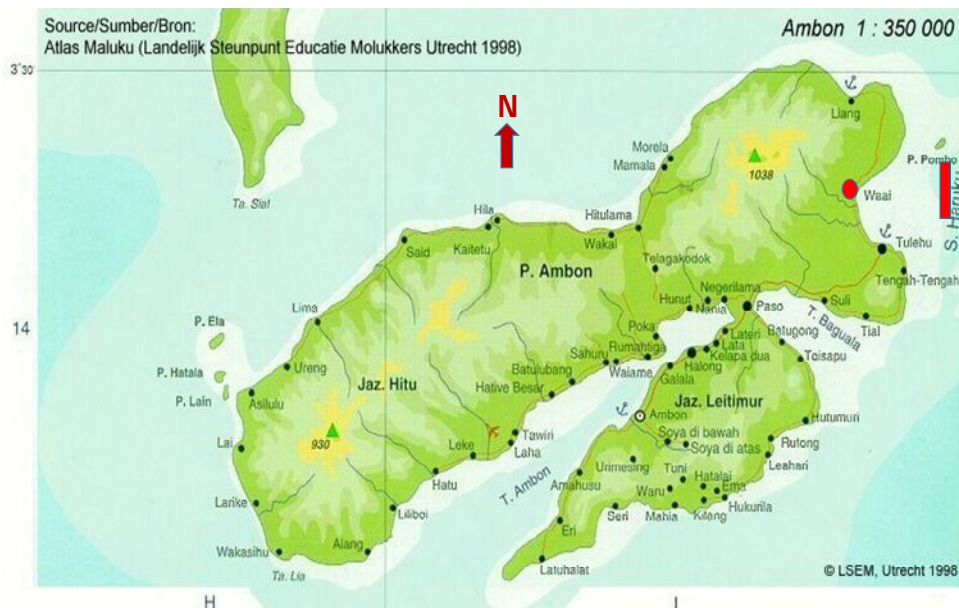 Source/Sumber/Bron:
Atlas Maluku (Landelijk Steunpunt Educatie Molukkers Utrecht 1998)
Ambon 1 : 350 000
3°30'
N
Liang
Morela
Mamala
1038
P. Pombo
Waai
S. Haruku
Ta. Sial
Hila
Kaitetu
Hitulama
Wakal
Said
Tulehu
Telagakodok
P. Ambon
Tengah-Tengah
Negerilama
Hunut
Nania
Paso
Suli
T. Baguala
Tial
Lima
14
P. Ela
Poka
Rumahtiga
Lateri
Lata
Batugong
Kelapa dua
Toisapu
Sahuru
Waiame
Halong
Galala
P. Hatala
Ureng
Jaz. Hitu
Batulubang
Hative Besar
P. Lain
Asilulu
Jaz. Leitimur
Ambon
Hutumuri
Soya di bawah
Soya di atas
Rutong
Lai
930
Leke
Tawiri
Laha
Urimesing
Leahari
T. Ambon
Hatu
Amahusu
Tuni
Hatalai
Waru
Ema
Larike
Liliboi
Seri
Mahia
Kilang
Hukurila
Eri
Wakasihu
Alang
Latuhalat
Ta. Lia
© LSEM, Utrecht 1998
H
I